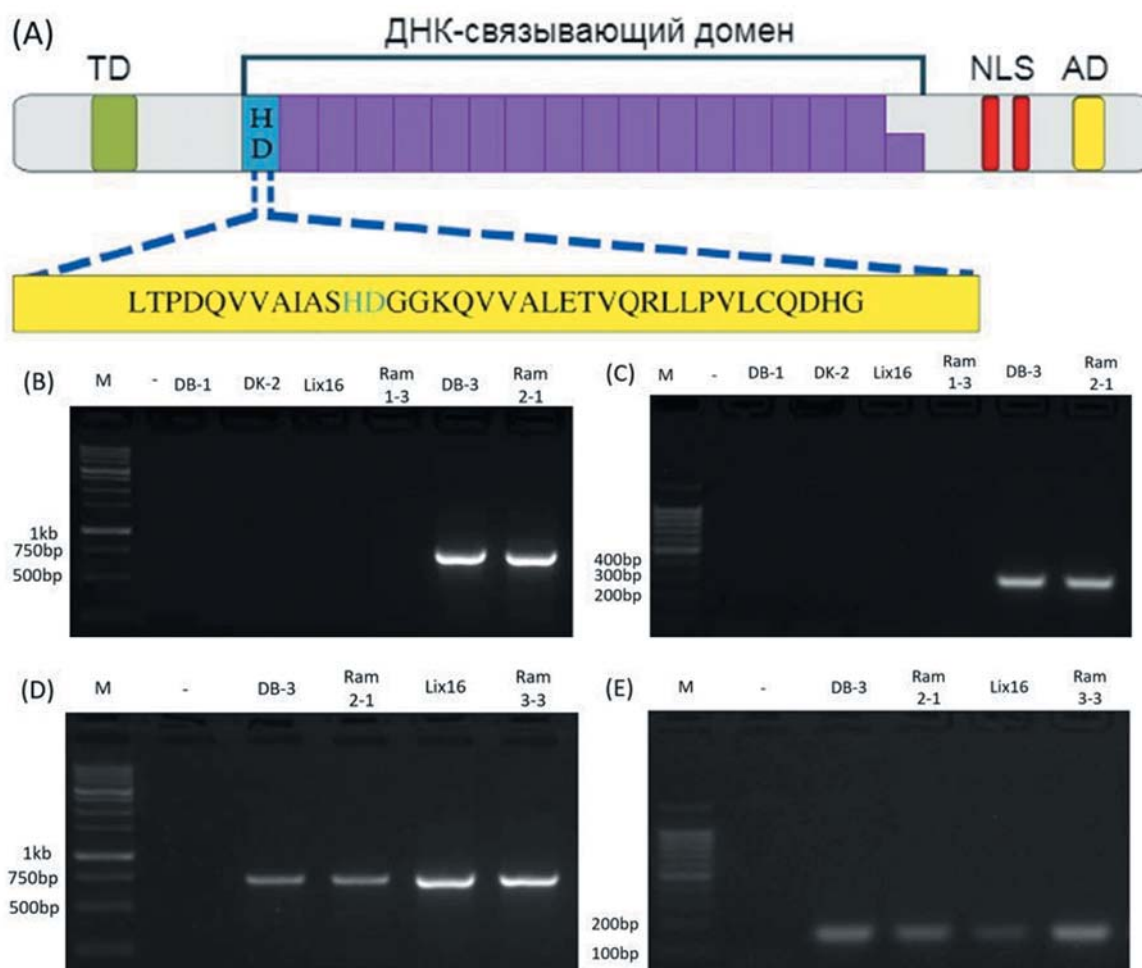 (A)
ДНК-связывающий домен
TD
NLS
AD
H
D
LTPDQVVAIASHDGGKQVVALETVQRLLPVLCQDHG
(B)
M
-
DB-1
DK-2
Lix16
Ram
1-3
DB-3
Ram
2-1
1kb
750bp
500bp
(C)
M
-
DB-1
DK-2
Lix16
Ram
1-3
DB-3
Ram
2-1
400bp
300bp
200bp
(D)
M
-
DB-3
Ram
2-1
Lix16
Ram
3-3
1kb
750bp
500bp
(E)
M
-
DB-3
Ram
2-1
Lix16
Ram
3-3
200bp
100bp